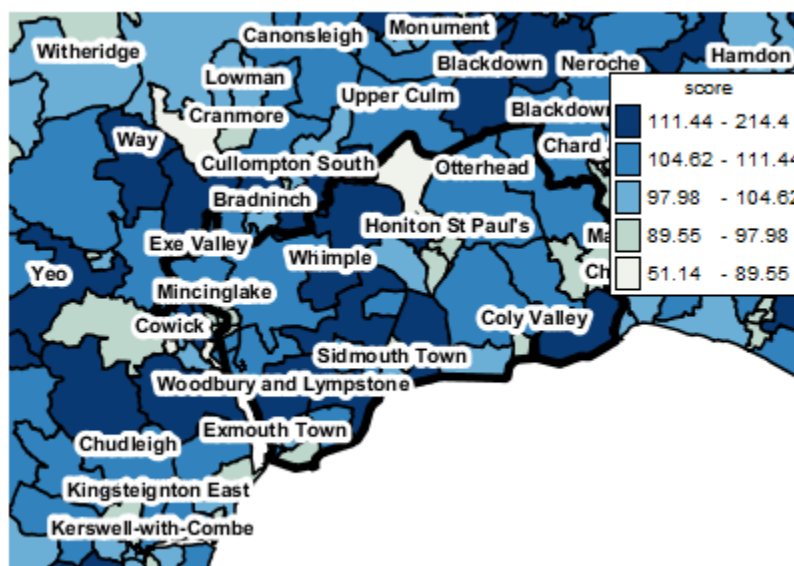 Canonsleigh
Monument
Witheridge
Hamdon
Blackdown
Neroche
Lowman
Upper Culm
score
Cranmore
Blackdown
111.44 - 214.4
Way
Chard
104.62 - 111.44
Cullompton South
Otterhead
97.98 - 104.62
Bradninch
Honiton St Paul's
89.55 - 97.98
Exe Valley
Whimple
Ma
Yeo
Ch
51.14 - 89.55
Mincinglake
Cowick
Coly Valley
Sidmouth Town
Woodbury and Lympstone
Exmouth Town
Chudleigh
Kingsteignton East
Kerswell-with-Combe